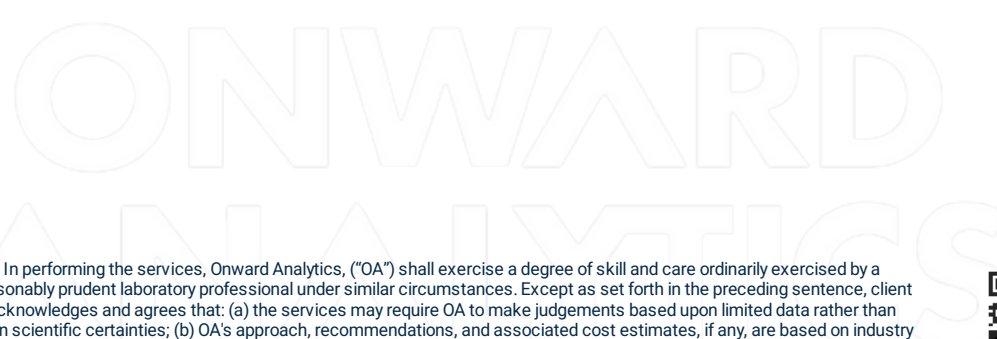 ONWARD
ANALYTICS
In performing the services, Onward Analytics, (“OA”) shall exercise a degree of skill and care ordinarily exercised by a
prudent laboratory professional under similar circumstances. Except as set forth in the preceding sentence, client
and agrees that: (a) the services may require OA to make judgements based upon limited data rather than
scientific certainties; (b) OA's approach, recommendations, and associated cost estimates, if any, are based on industry